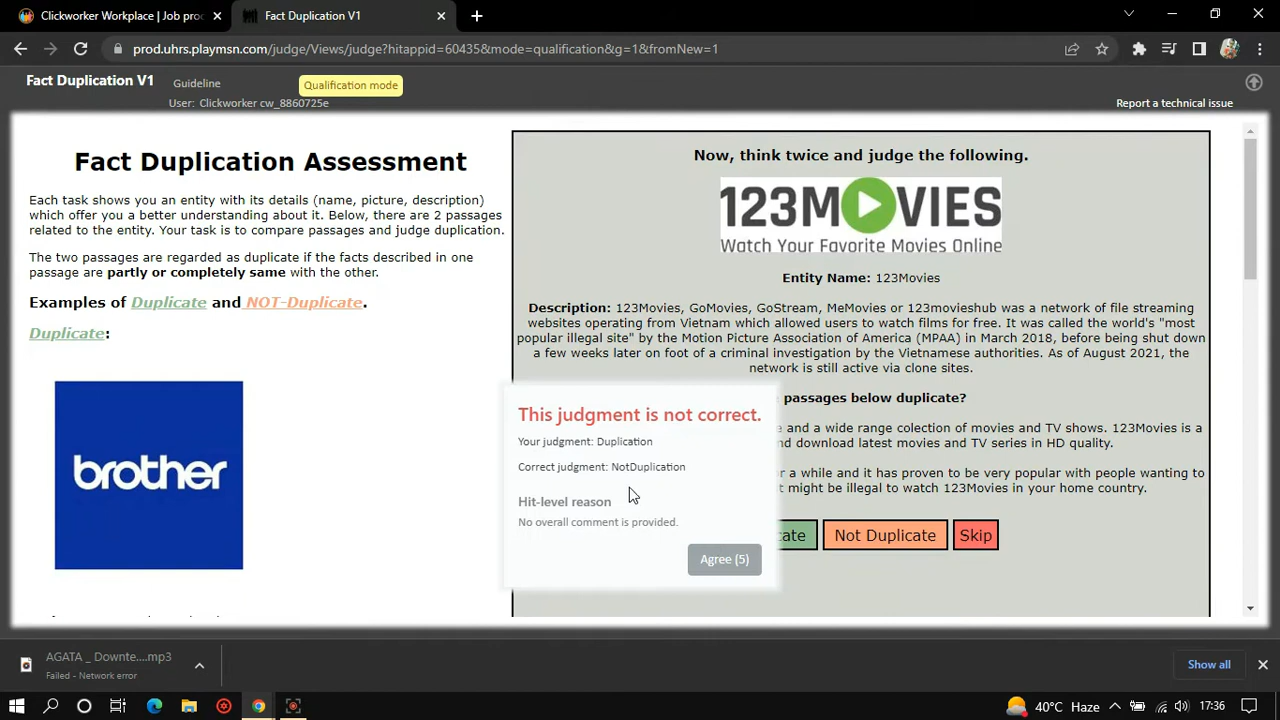 Clickworker Workplace | Job proc
Fact Duplication V1
prod.uhrs.playmsn.com/judge/Views/judge?hitappid=60435&mode=qualification&g=1&fromNew=1
Fact Duplication V1
Guideline
Qualification mode
User: Clickworker cw_8860725e
Report a technical issue
Fact Duplication Assessment
Each task shows you an entity with its details (name, picture, description)
which offer you a better understanding about it. Below, there are 2 passages
related to the entity. Your task is to compare passages and judge duplication.
The two passages are regarded as duplicate if the facts described in one
passage are partly or completely same with the other.
Examples of Duplicate and NOT-Duplicate.
Duplicate:
brother
Now, think twice and judge the following.
123MOVIES
Watch Your Favorite Movies Online
Entity Name: 123Movies
Description: 123Movies, GoMovies, GoStream, MeMovies or 123movieshub was a network of file streaming
websites operating from Vietnam which allowed users to watch films for free. It was called the world's "most
popular illegal site" by the Motion Picture Association of America (MPAA) in March 2018, before being shut down
a few weeks later on foot of a criminal investigation by the Vietnamese authorities. As of August 2021, the
network is still active via clone sites.
passages below duplicate?
and a wide range colection of movies and TV shows. 123Movies is a
nd download latest movies and TV series in HD quality.
r a while and it has proven to be very popular with people wanting to
t might be illegal to watch 123Movies in your home country.
cate
Not Duplicate
Skip
This judgment is not correct.
Your judgment: Duplication
Correct judgment: NotDuplication
Hit-level reason
No overall comment is provided.
Agree (5)
AGATA _ Downte....mp3
Failed - Network error
Show all
40°C Haze
17:36